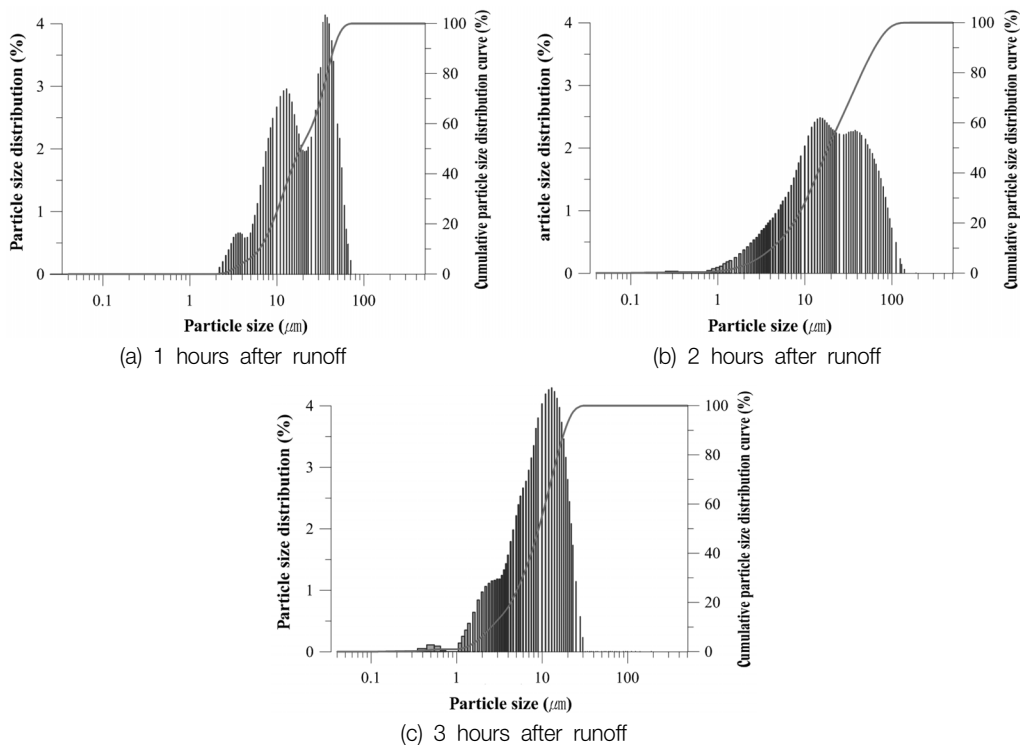 4
3
2
1
0
100
80
60
40
20
0
0.1 1 10 100
Particle size distribution (%)
Cumulative particle size distribution curve (%)
Particle size (㎛)
(a) 1 hours after runoff
4
3
2
1
0
100
80
60
40
20
0
0.1 1 10 100
article size distribution (%)
Cumulative particle size distribution curve (%)
Particle size (㎛)
(b) 2 hours after runoff
4
3
2
1
0
100
80
60
40
20
0
0.1 1 10 100
Particle size distribution (%)
Cumulative particle size distribution curve (%)
Particle size (㎛)
(c) 3 hours after runoff